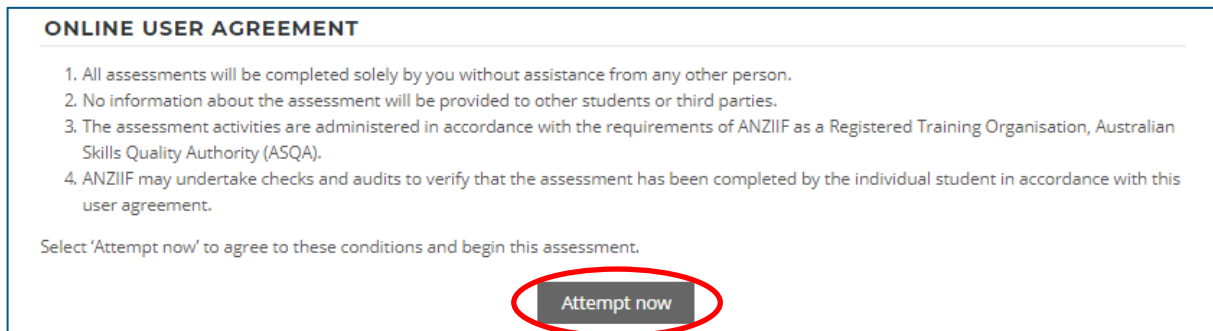 ONLINE USER AGREEMENT
1. All assessments will be completed solely by you without assistance from any other person.
2. No information about the assessment will be provided to other students or third parties.
3. The assessment activities are administered in accordance with the requirements of ANZIIF as a Registered Training Organisation, Australian
Skills Quality Authority (ASQA).
4. ANZIIF may undertake checks and audits to verify that the assessment has been completed by the individual student in accordance with this
user agreement.
Select ‘Attempt now’ to agree to these conditions and begin this assessment.
Attempt now